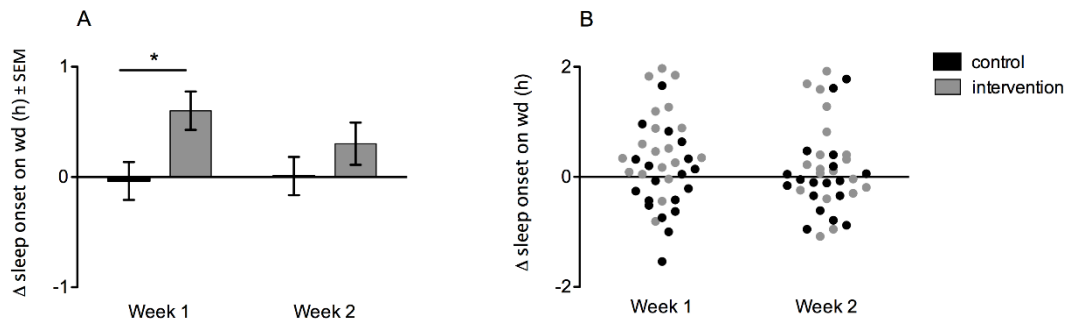 A
Δ sleep onset on wd (h) ± SEM
1
0
-1
*
Week 1
Week 2
B
Δ sleep onset on wd (h)
2
0
-2
Week 1
Week 2
control
intervention